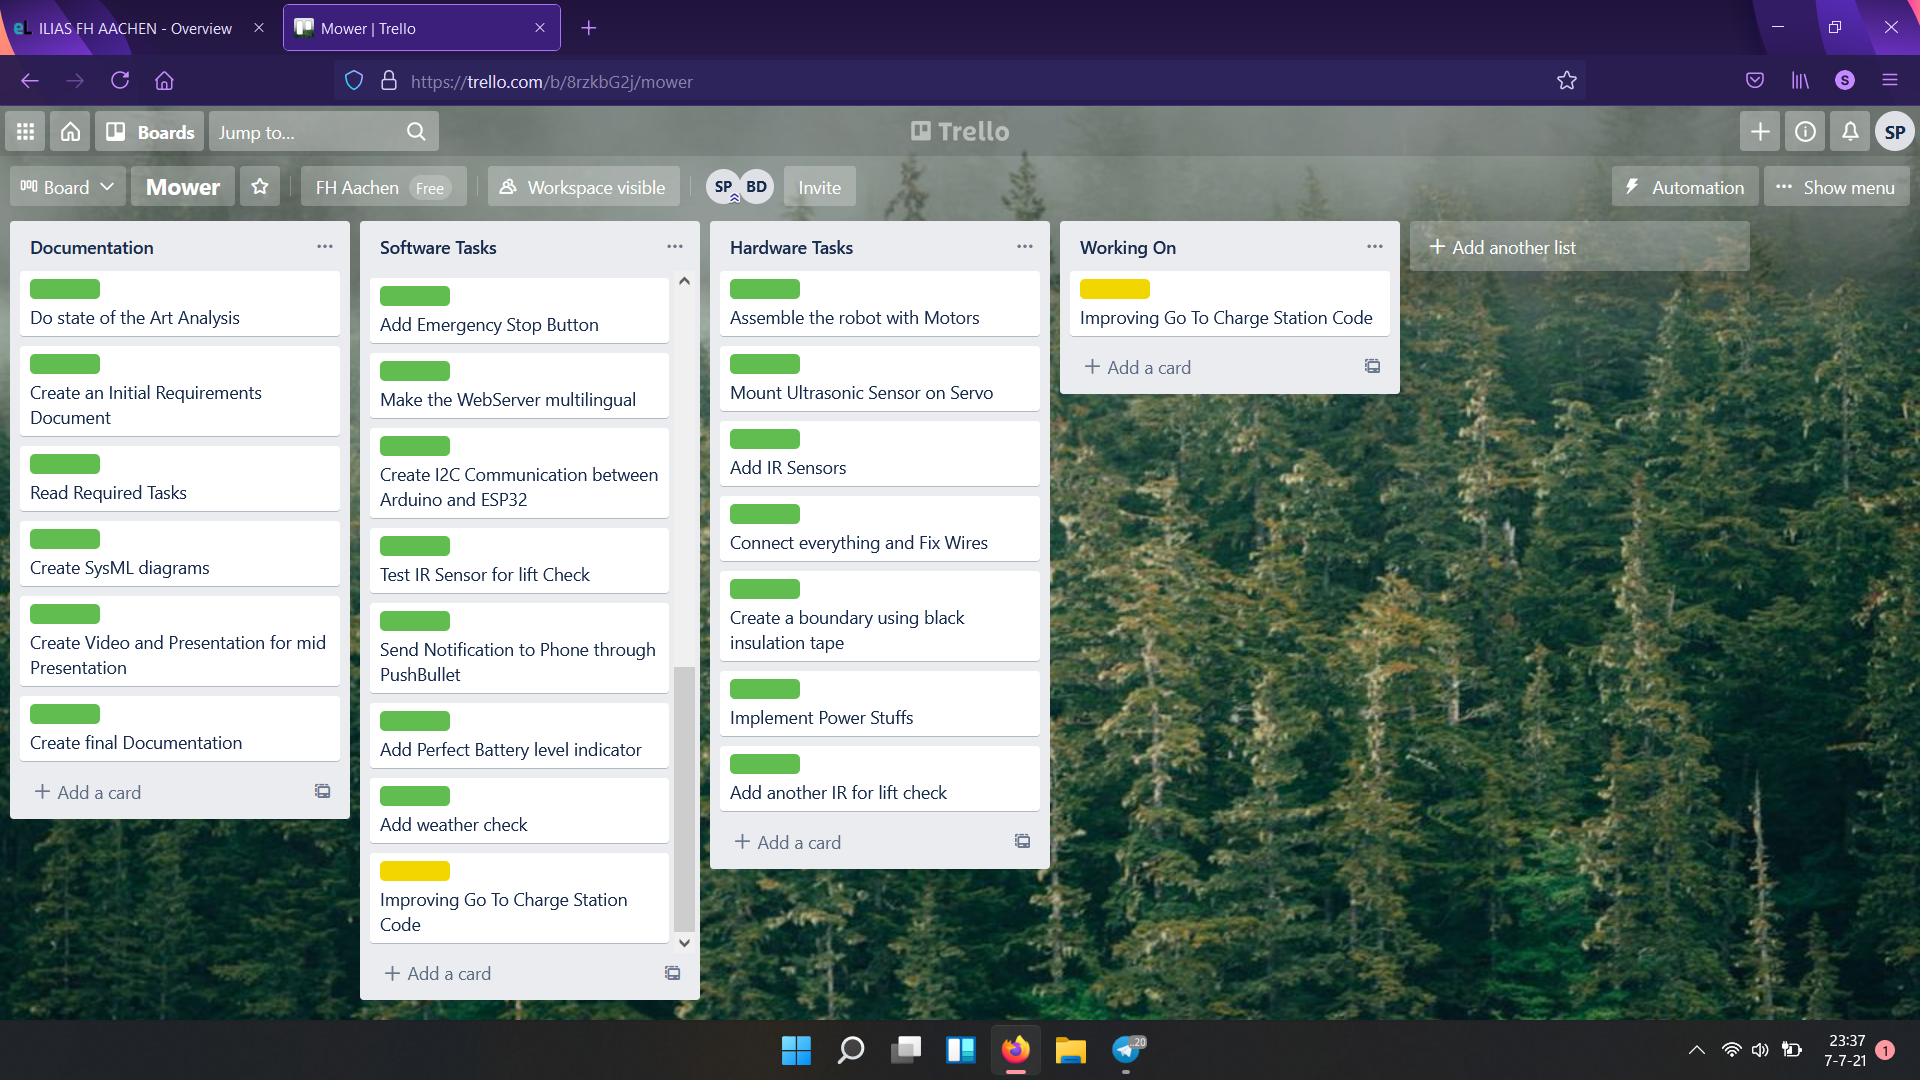 ILIAS FH AACHEN - Overview
Mower | Trello
https://trello.com/b/8rzkbG2j/mower
S
Boards
Jump to...
Trello
SP
Board
Mower
FH Aachen Free
Workspace visible
SP BD
Invite
Automation
Show menu
Documentation
Do state of the Art Analysis
Create an Initial Requirements
Document
Read Required Tasks
Create SysML diagrams
Create Video and Presentation for mid
Presentation
Create final Documentation
Add a card
Software Tasks
Add Emergency Stop Button
Make the WebServer multilingual
Create I2C Communication between
Arduino and ESP32
Test IR Sensor for lift Check
Send Notification to Phone through
PushBullet
Add Perfect Battery level indicator
Add weather check
Improving Go To Charge Station
Code
Add a card
Hardware Tasks
Assemble the robot with Motors
Mount Ultrasonic Sensor on Servo
Add IR Sensors
Connect everything and Fix Wires
Create a boundary using black
insulation tape
Implement Power Stuffs
Add another IR for lift check
Add a card
Working On
Improving Go To Charge Station Code
Add a card
Add another list
..20
23:37
7-7-21
1